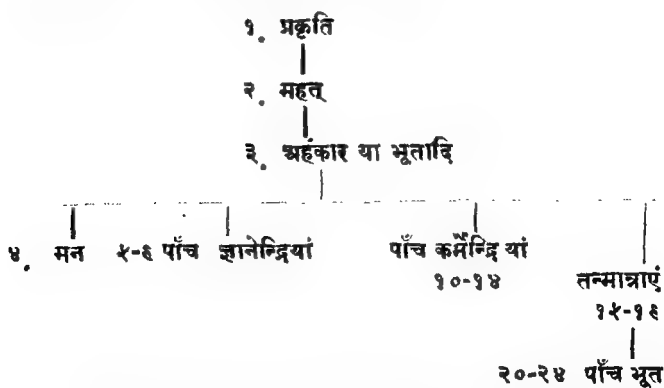 १. प्रकृति
२. महत्
३. अहंकार या भूतादि
४. मन ५-९ पाँच ज्ञानेन्द्रियां पाँच कर्मेन्द्रियां
१०-१४ तन्मात्राएं
१५-१९
२०-२४ पाँच भूत